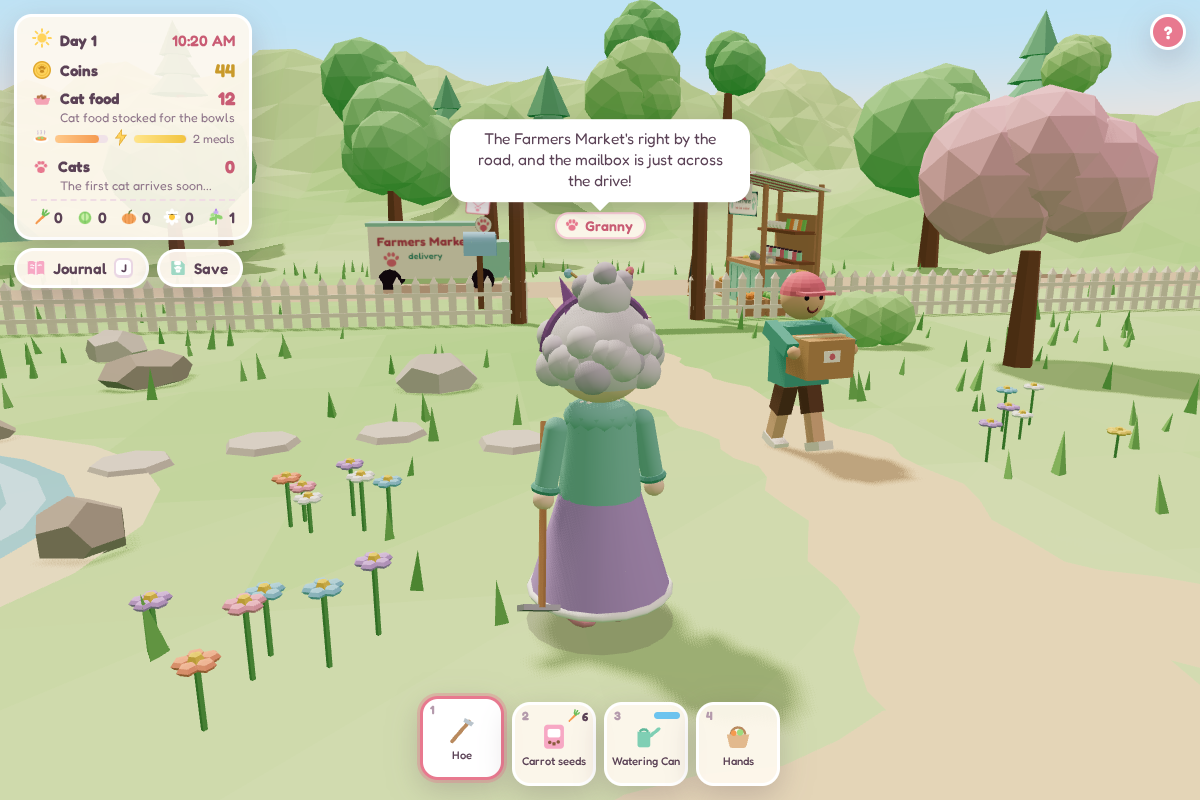 Day 1 10:20 AM
Coins 44
Cat food 12
Cat food stocked for the bowls
2 meals
Cats 0
The first cat arrives soon...
0 0 0 0 1
Journal J Save
?
The Farmers Market's right by the
road, and the mailbox is just across
the drive!
Granny
Farmers Marke
delivery
1
Hoe
2 6
Carrot seeds
3
Watering Can
4
Hands